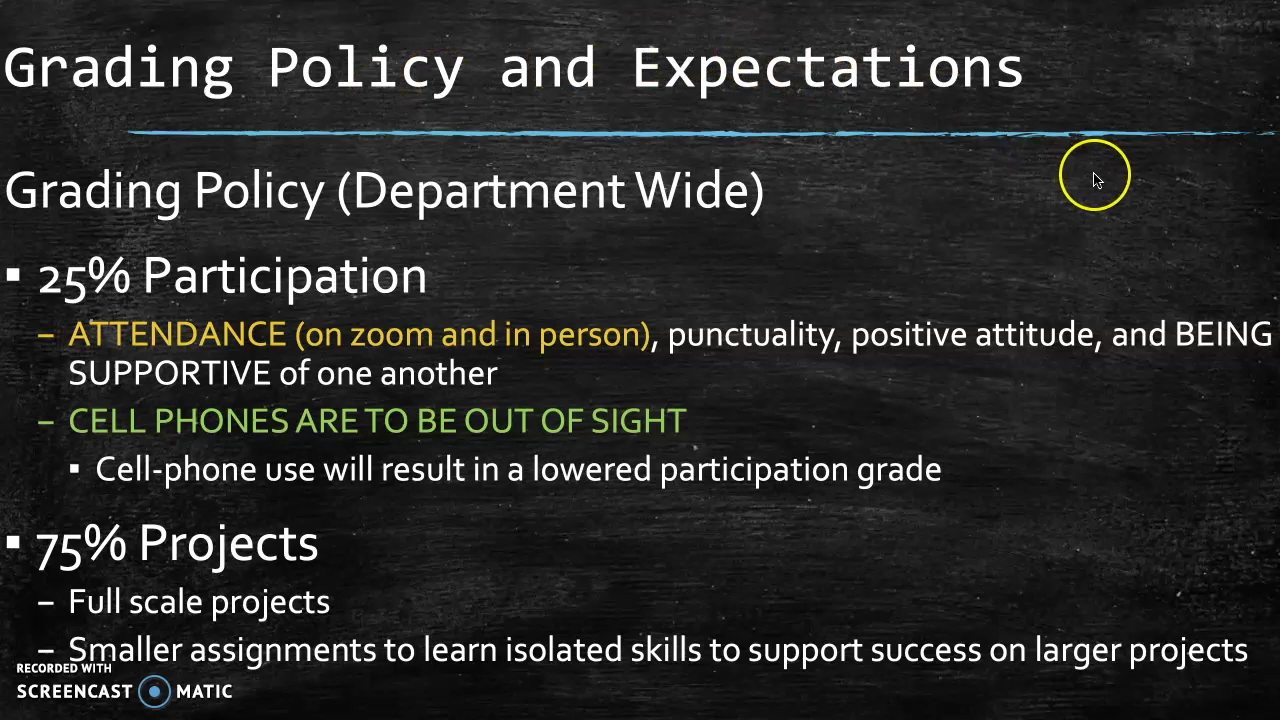 Grading Policy and Expectations
Grading Policy (Department Wide)
▪ 25% Participation
– ATTENDANCE (on zoom and in person), punctuality, positive attitude, and BEING
SUPPORTIVE of one another
– CELL PHONES ARE TO BE OUT OF SIGHT
▪ Cell-phone use will result in a lowered participation grade
▪ 75% Projects
– Full scale projects
– Smaller assignments to learn isolated skills to support success on larger projects
RECORDED WITH
SCREENCAST MATIC